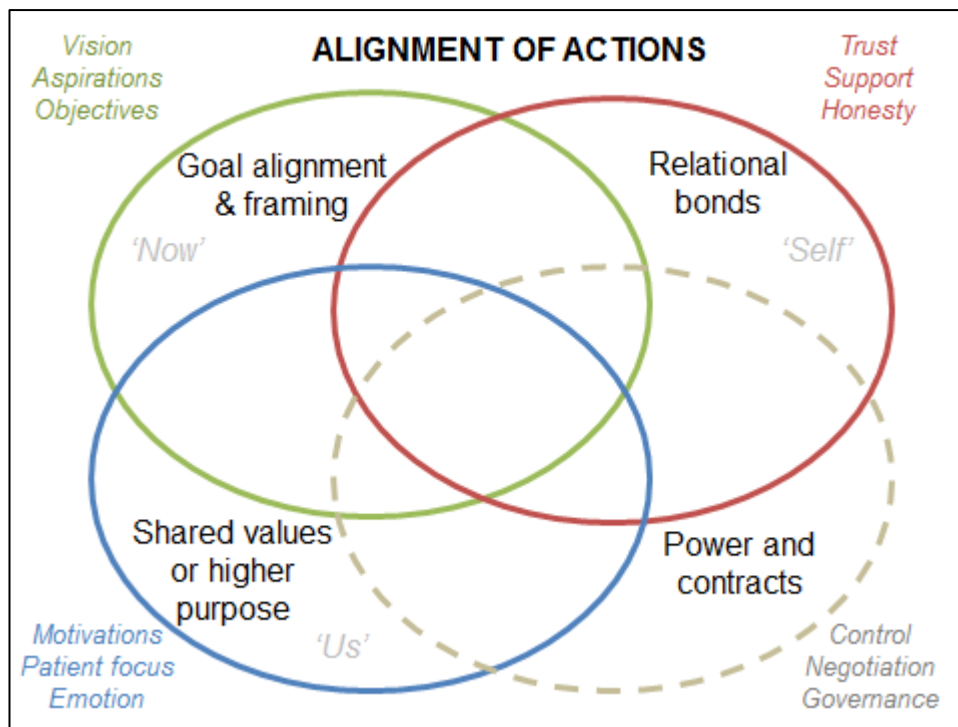 Vision
Aspirations
Objectives
ALIGNMENT OF ACTIONS
Trust
Support
Honesty
Goal alignment
& framing
Relational
bonds
‘Now’
‘Self’
Shared values
or higher
purpose
Power and
contracts
‘Us’
Motivations
Patient focus
Emotion
Control
Negotiation
Governance